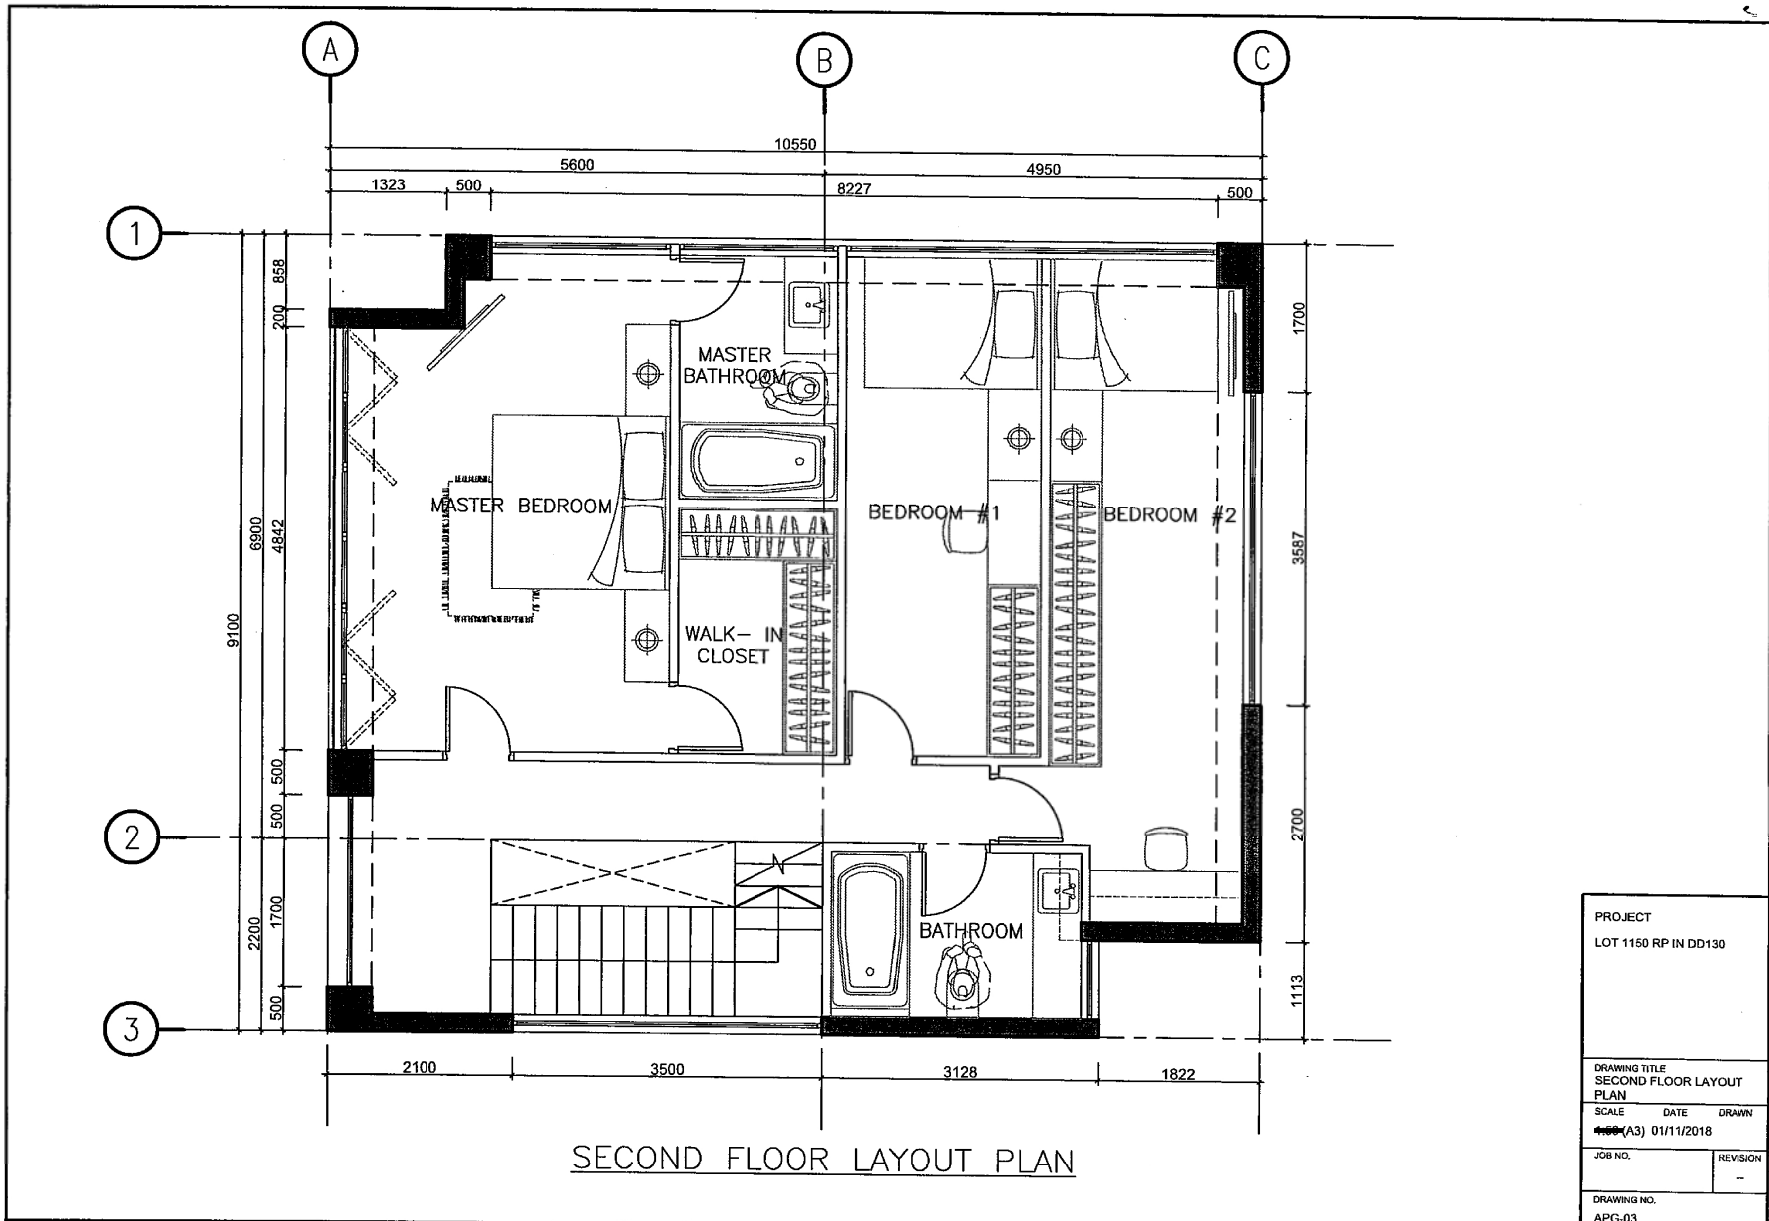 A
B
C
10550
5600
4950
1323
500
8227
500
1
2
3
858
200
6900
4842
9100
500
500
1700
2200
500
1700
3587
2700
1113
MASTER
BATHROOM
MASTER BEDROOM
BEDROOM #1
BEDROOM #2
WALK- IN
CLOSET
BATHROOM
2100
3500
3128
1822
SECOND FLOOR LAYOUT PLAN
PROJECT
LOT 1150 RP IN DD130
DRAWING TITLE
SECOND FLOOR LAYOUT
PLAN
SCALE DATE DRAWN
(A3) 01/11/2018
JOB NO. REVISION
--
DRAWING NO.
APG-03